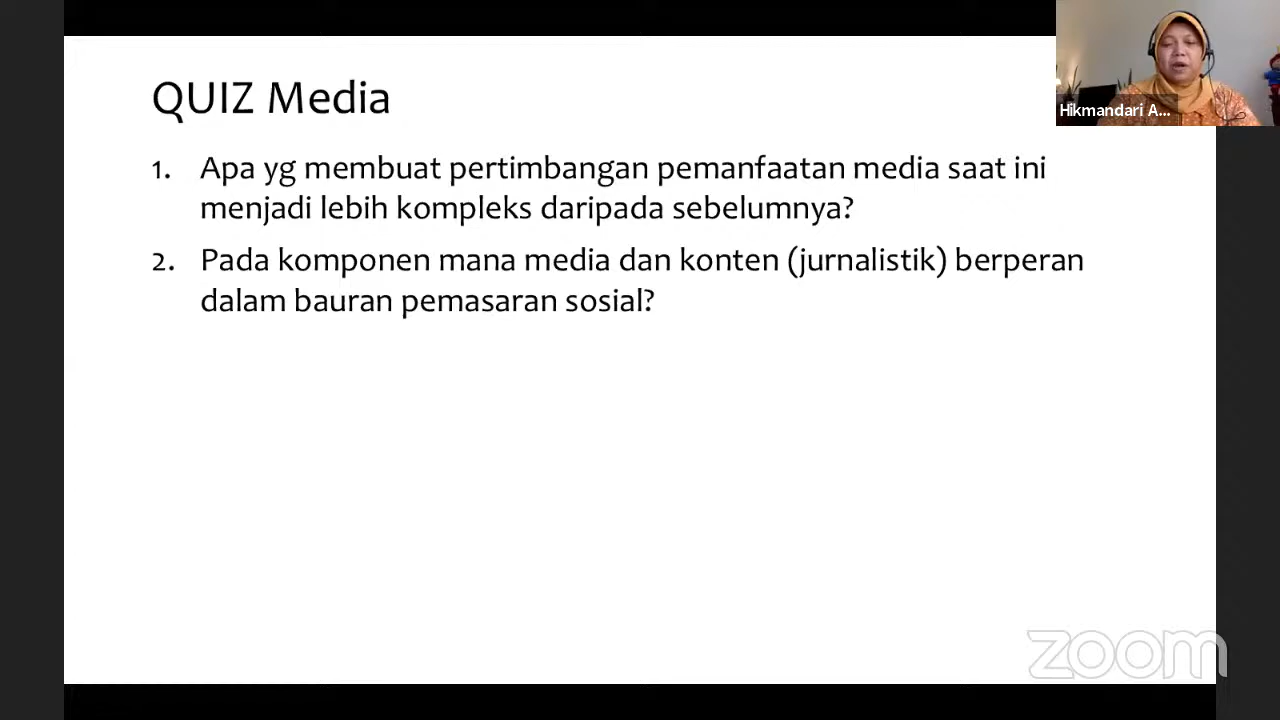 QUIZ Media
Hikmandari A...
1. Apa yg membuat pertimbangan pemanfaatan media saat ini
menjadi lebih kompleks daripada sebelumnya?
2. Pada komponen mana media dan konten (jurnalistik) berperan
dalam bauran pemasaran sosial?
zoom